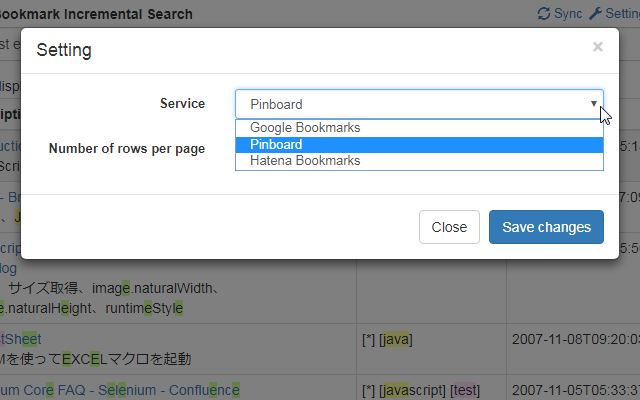 Bookmark Incremental Search Sync Setting
Setting ×
Service Pinboard
Google Bookmarks
Pinboard
Hatena Bookmarks
Number of rows per page
Close Save changes
サイズ取得、image.naturalWidth、
e.naturalHeight、runtimeStyle
tSheet [*] [java] 2007-11-08T09:20:03
Mを使ってEXCELマクロを起動
um Core FAQ - Selenium - Confluence [*] [javascript] [test] 2007-11-05T05:33:37